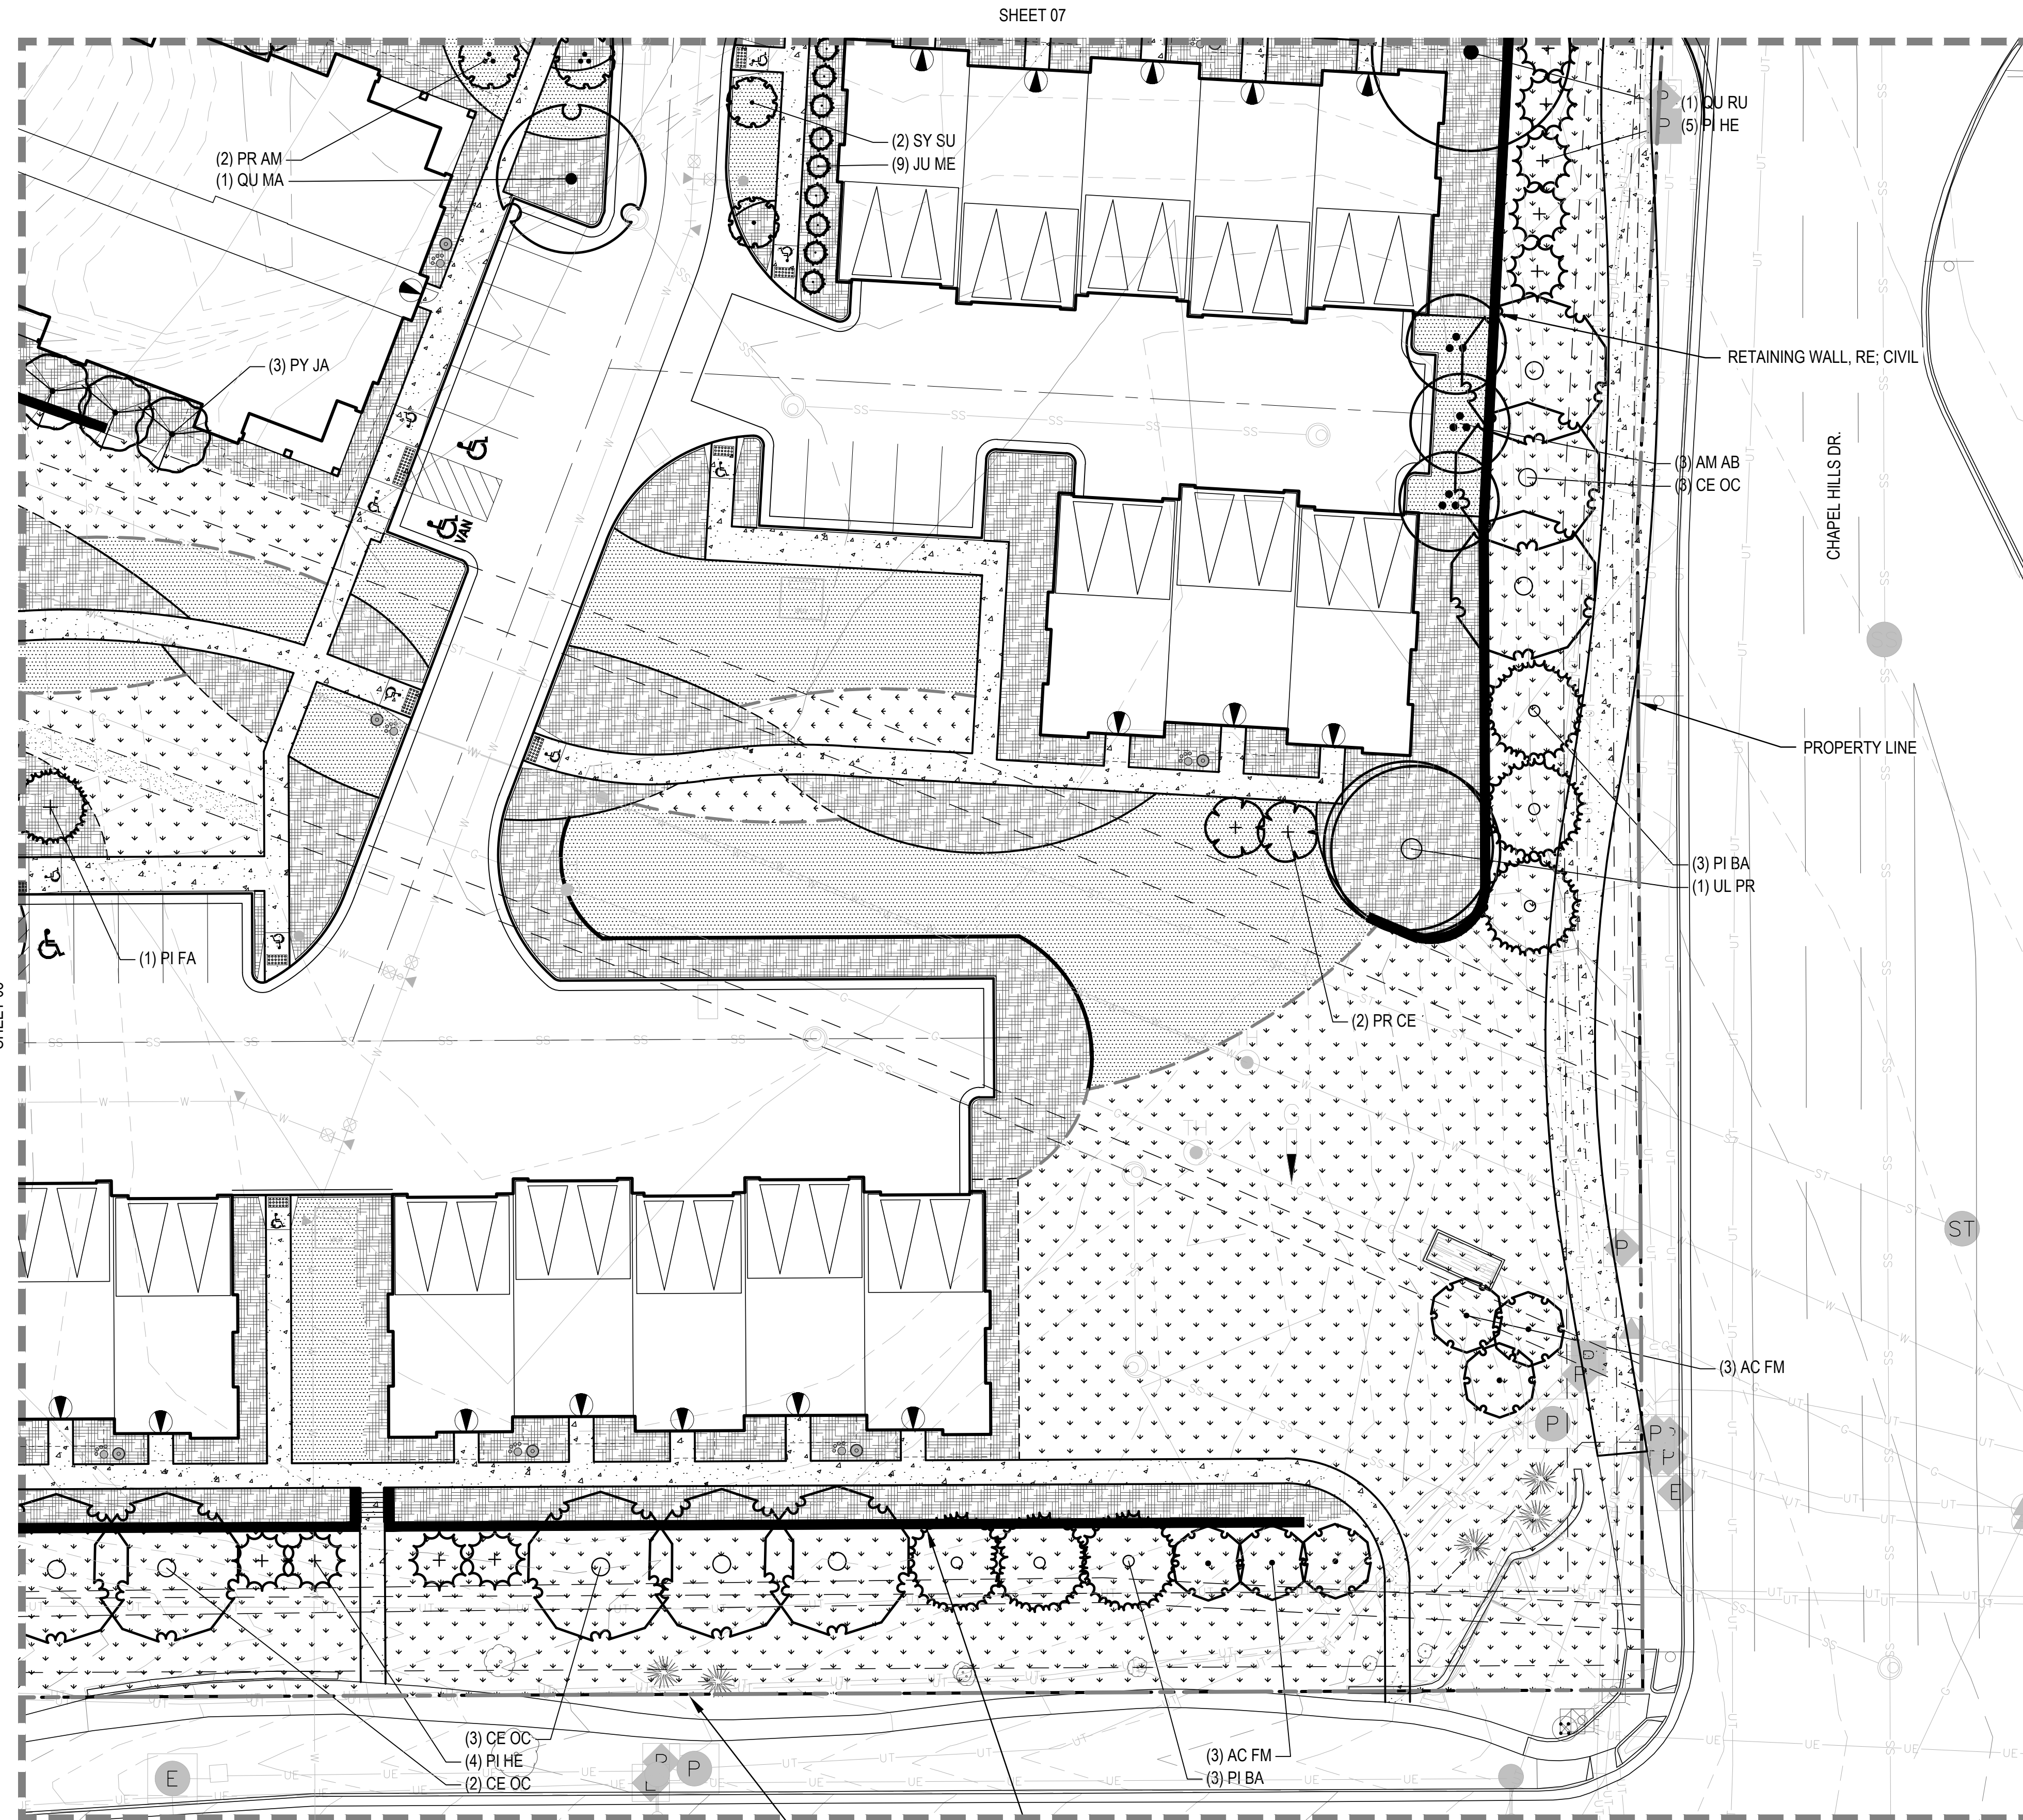 SHEET 07
(1) QU RU
(5) PI HE
(2) PR AM
(1) QU MA
(2) SY SU
(9) JU ME
(3) PY JA
RETAINING WALL, RE; CIVIL
(3) AM AB
(3) CE OC
CHAPEL HILLS DR.
VAN
PROPERTY LINE
(3) PI BA
(1) UL PR
(1) PI FA
(2) PR CE
(3) AC FM
ST
P
P
E
(3) CE OC
(4) PI HE
(2) CE OC
(3) AC FM
(3) PI BA
E
P